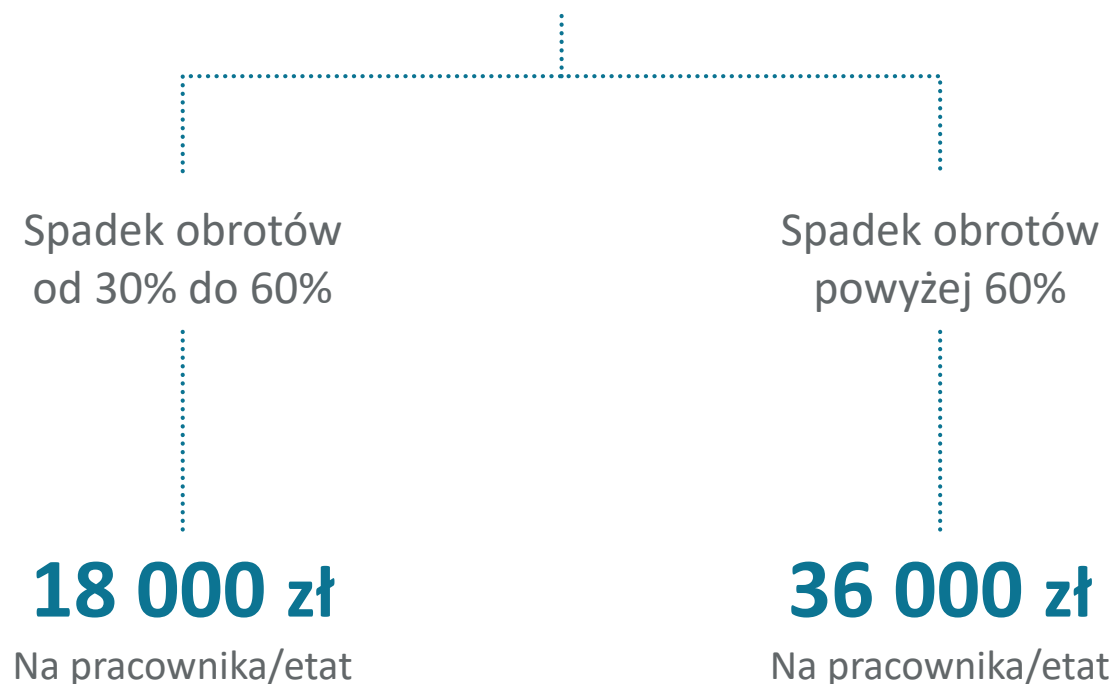 Spadek obrotów
od 30% do 60%
18 000 zł
Na pracownika/etat
Spadek obrotów
powyżej 60%
36 000 zł
Na pracownika/etat